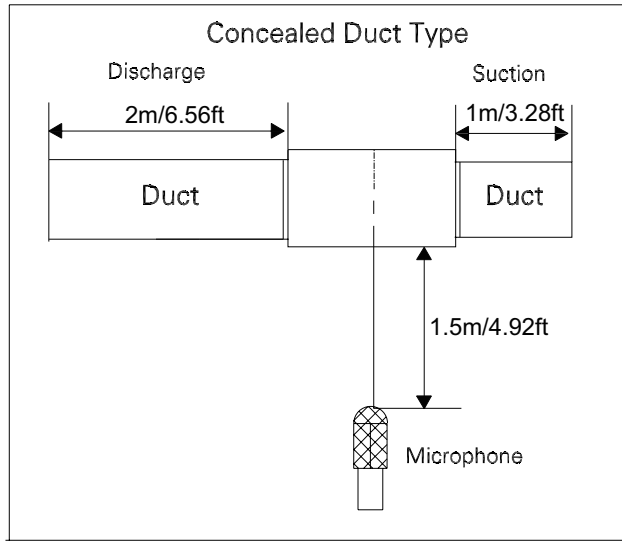 Concealed Duct Type
Discharge
Suction
2m/6.56ft
1m/3.28ft
Duct
Duct
1.5m/4.92ft
Microphone